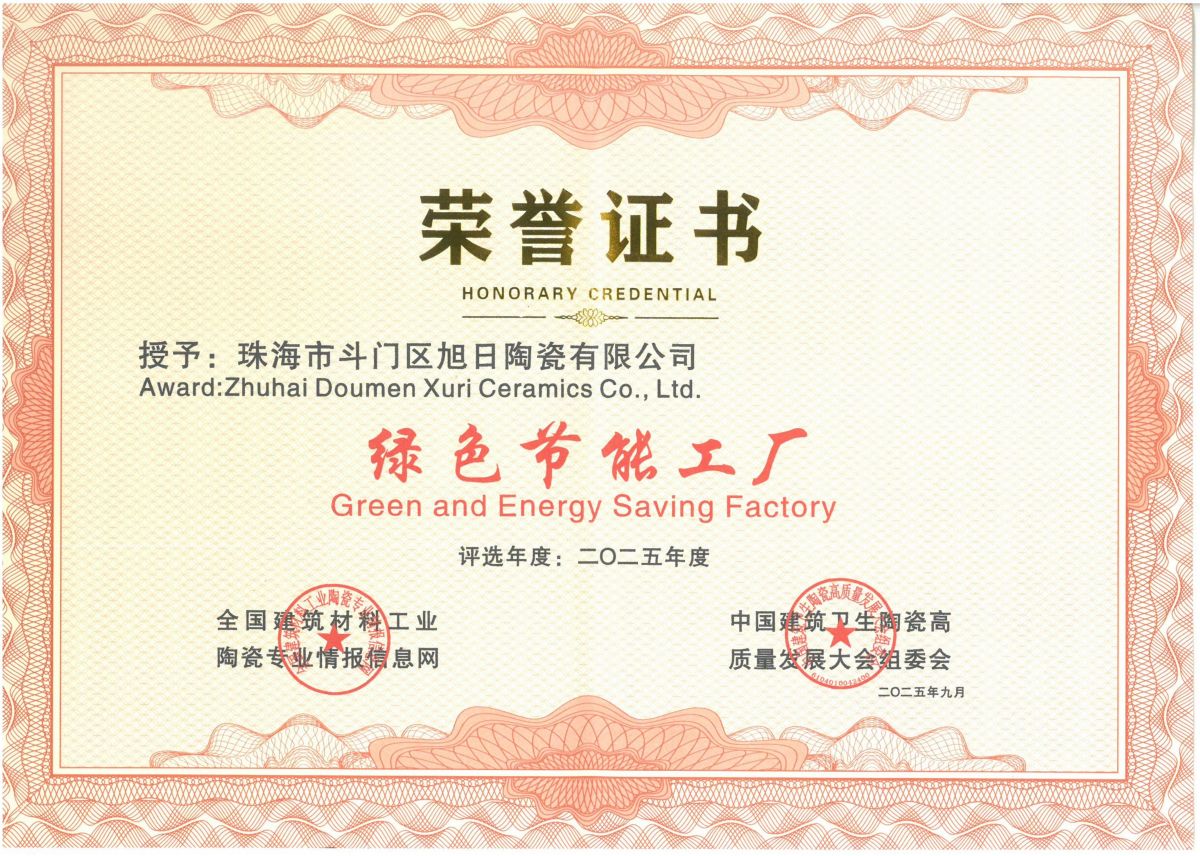 荣誉证书
HONORARY CREDENTIAL
授予：珠海市斗门区旭日陶瓷有限公司
Award:Zhuhai Doumen Xuri Ceramics Co., Ltd.
绿色节能工厂
Green and Energy Saving Factory
评选年度：二〇二五年度
全国建筑材料工业
陶瓷专业情报信息网
中国建筑卫生陶瓷高
质量发展大会组委会
6104010042400
二〇二五年九月